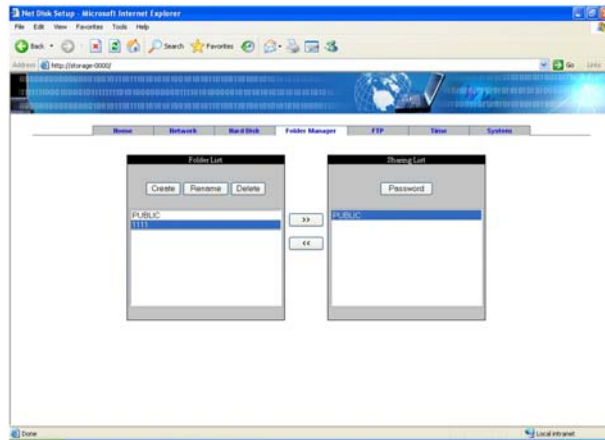 Net Disk Setup - Microsoft Internet Explorer
File Edit View Favorites Tools Help
Back Search Favorites
Address http://storage-0000/ Go Links
Home Network Hard Disk Folder Manager FTP Time System
Folder List
Create Rename Delete
PUBLIC
1111
>>
<<
Sharing List
Password
PUBLIC
Done
Local intranet